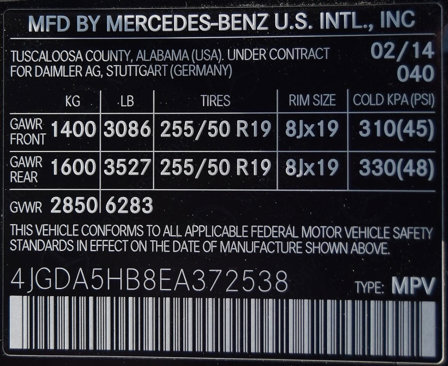 MFD BY MERCEDES-BENZ U.S. INTL., INC
TUSCALOOSA COUNTY, ALABAMA (USA). UNDER CONTRACT 02/14
FOR DAIMLER AG, STUTTGART (GERMANY) 040
KG LB TIRES RIM SIZE COLD KPA (PSI)
GAWR FRONT 1400 3086 255/50 R19 8Jx19 310(45)
GAWR REAR 1600 3527 255/50 R19 8Jx19 330(48)
GVWR 2850 6283
THIS VEHICLE CONFORMS TO ALL APPLICABLE FEDERAL MOTOR VEHICLE SAFETY
STANDARDS IN EFFECT ON THE DATE OF MANUFACTURE SHOWN ABOVE.
4JGDA5HB8EA372538 TYPE: MPV